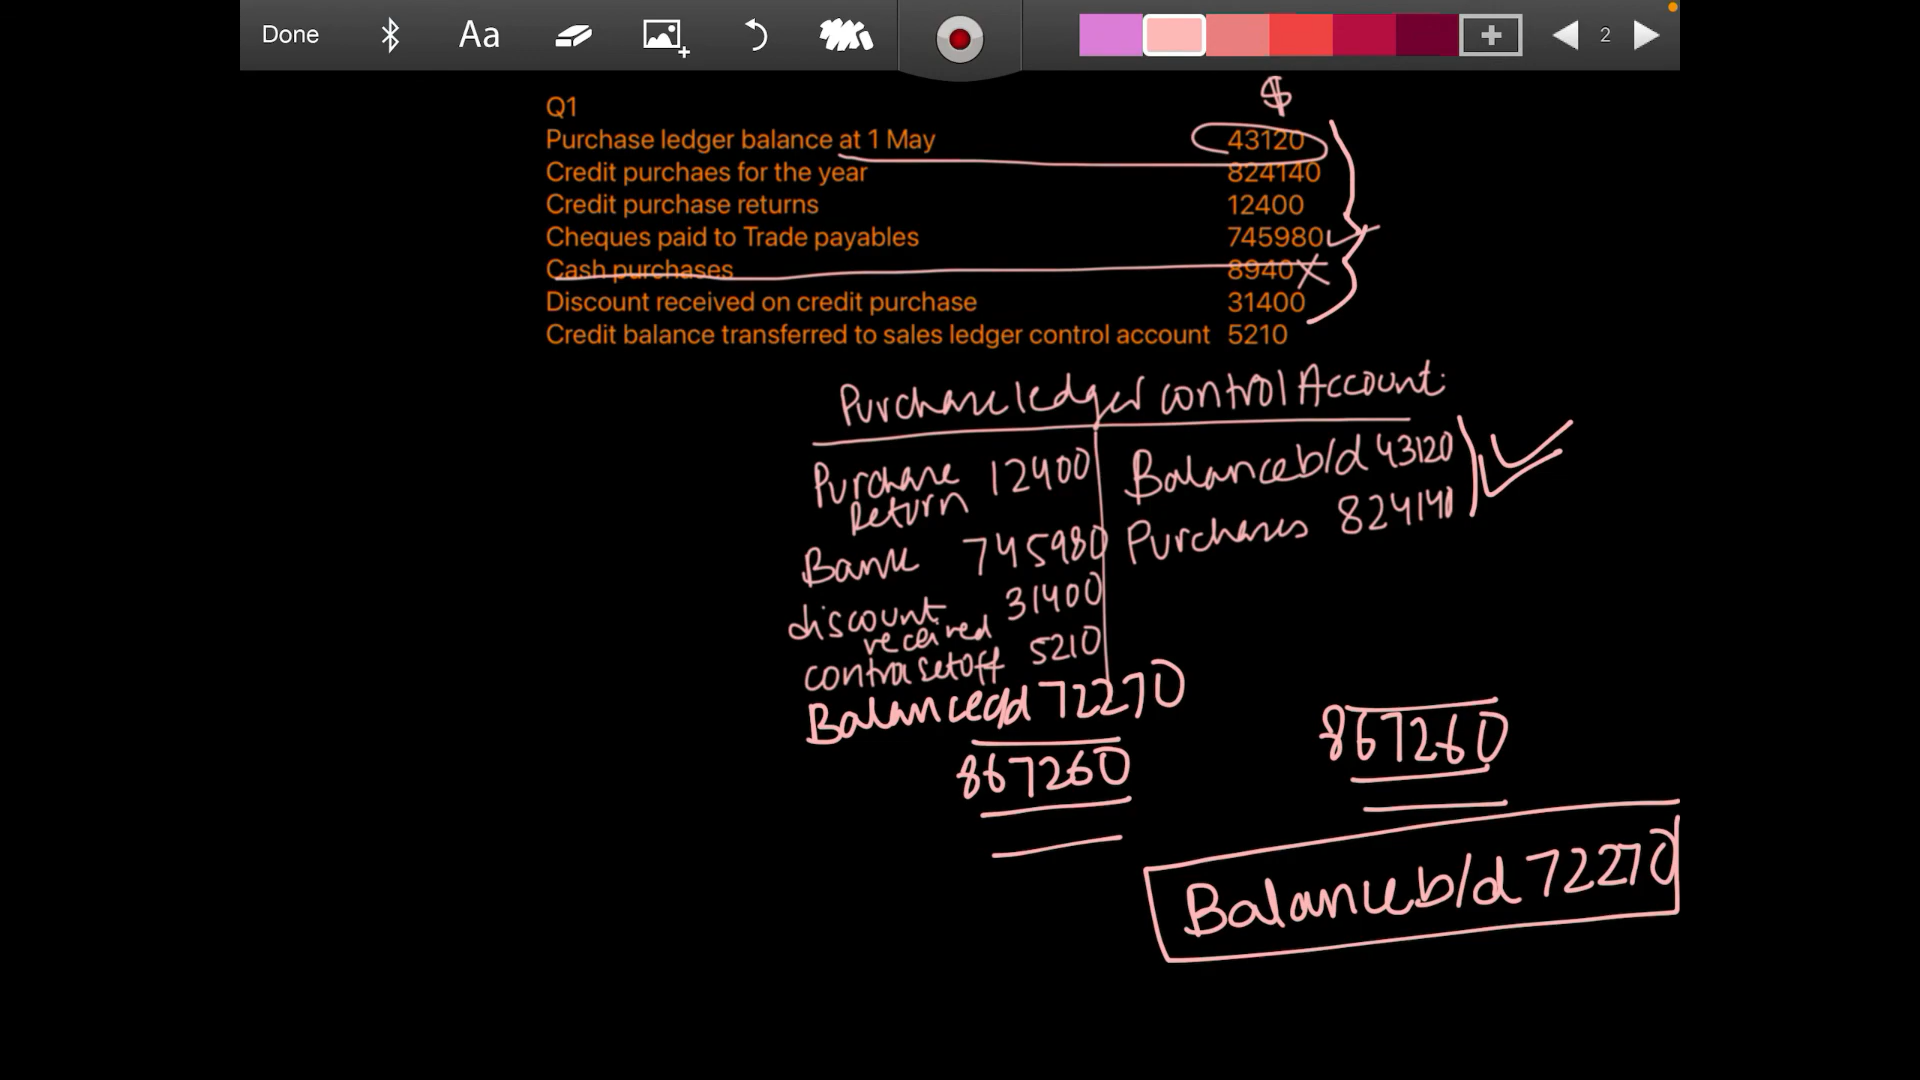 Done
Aa
2
$
Q1
Purchase ledger balance at 1 May 43120
Credit purchaes for the year 824140
Credit purchase returns 12400
Cheques paid to Trade payables 745980
Cash purchases 8940
Discount received on credit purchase 31400
Credit balance transferred to sales ledger control account 5210
Purchase ledger control Account
Purchase 12400 Balance b/d 43120
Return
Purchases 824140
Bank 745980
discount 31400
received
contra setoff 5210
Balance c/d 72270
867260 867260
Balance b/d 72270